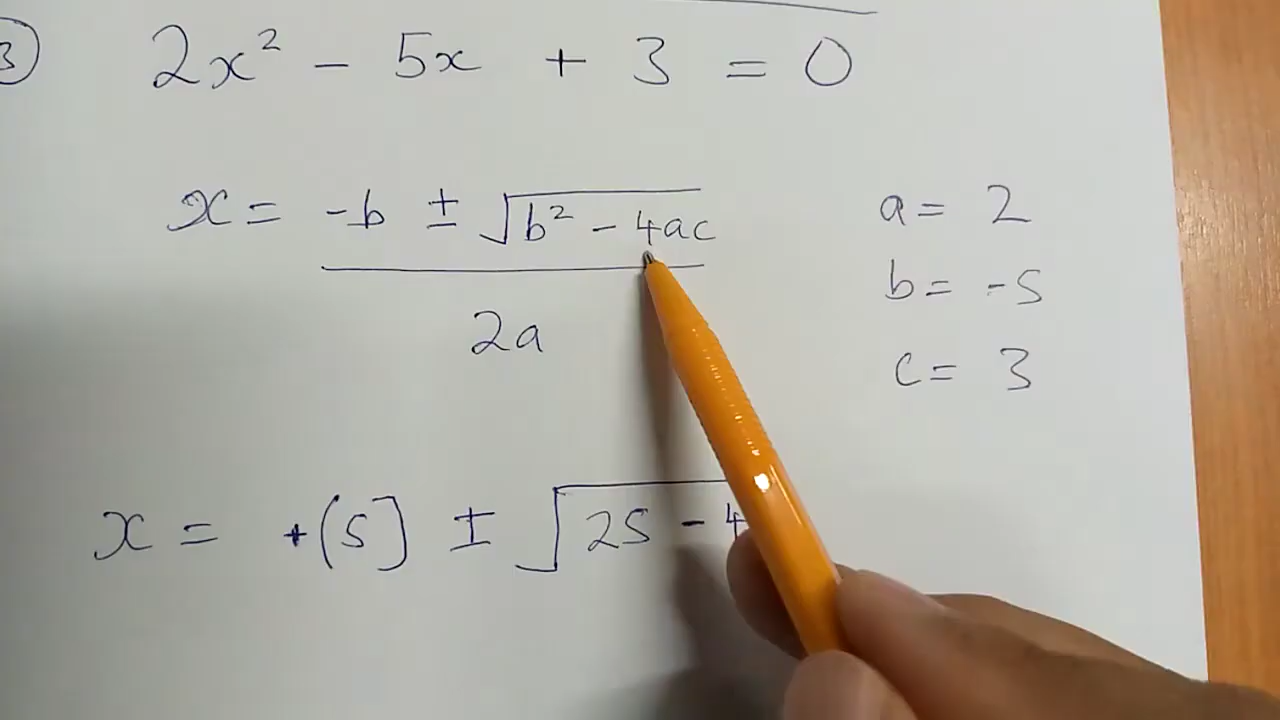 3 2x² - 5x + 3 = 0
x = -b ± √b² - 4ac
2a
a = 2
b = -5
c = 3
x = +(5) ± √25 - 4